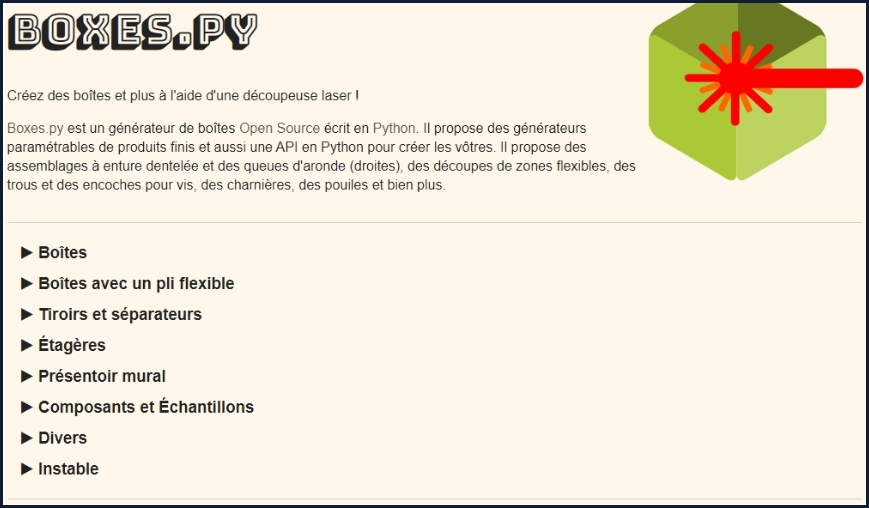 BOXES.PY
Créez des boîtes et plus à l'aide d'une découpeuse laser !
Boxes.py est un générateur de boîtes Open Source écrit en Python. Il propose des générateurs
paramétrables de produits finis et aussi une API en Python pour créer les vôtres. Il propose des
assemblages à enture dentelée et des queues d'aronde (droites), des découpes de zones flexibles, des
trous et des encoches pour vis, des charnières, des pouiles et bien plus.
▶ Boîtes
▶ Boîtes avec un pli flexible
▶ Tiroirs et séparateurs
▶ Étagères
▶ Présentoir mural
▶ Composants et Échantillons
▶ Divers
▶ Instable